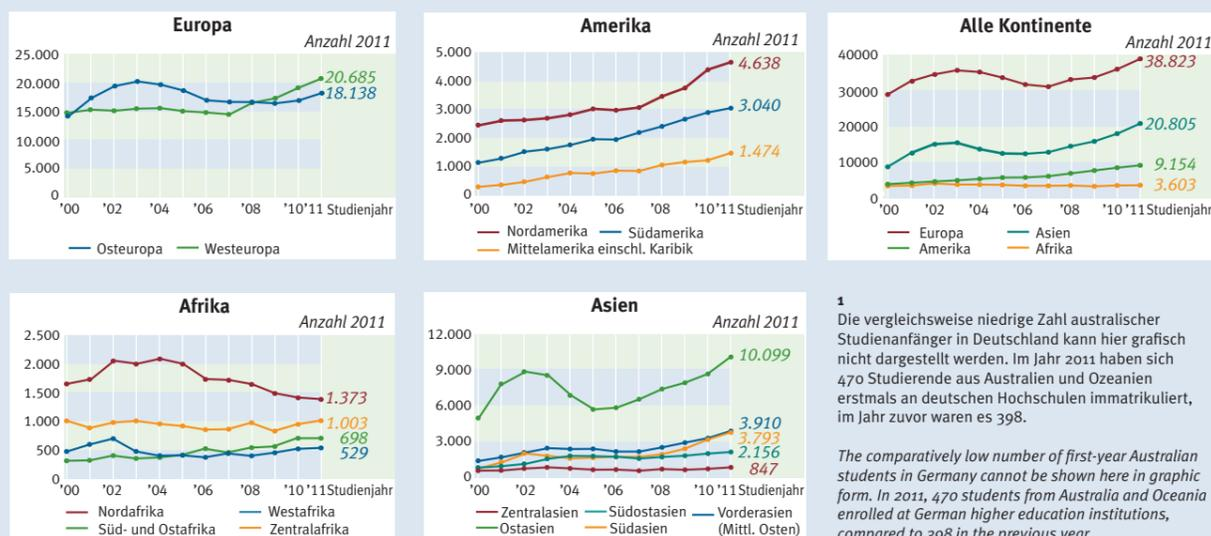 Europa
Anzahl 2011
25.000
20.000
15.000
10.000
5.000
0
20.685
18.138
'00 '02 '04 '06 '08 '10 '11 Studienjahr
Osteuropa Westeuropa
Amerika
Anzahl 2011
5.000
4.000
3.000
2.000
1.000
0
4.638
3.040
1.474
'00 '02 '04 '06 '08 '10 '11 Studienjahr
Nordamerika Südamerika
Mittelamerika einschl. Karibik
Alle Kontinente
Anzahl 2011
40000
30000
20000
10000
0
38.823
20.805
9.154
3.603
'00 '02 '04 '06 '08 '10 '11 Studienjahr
Europa Asien
Amerika Afrika
Afrika
Anzahl 2011
2.500
2.000
1.500
1.000
500
0
1.373
1.003
698
529
'00 '02 '04 '06 '08 '10 '11 Studienjahr
Nordafrika Westafrika
Süd- und Ostafrika Zentralafrika
Asien
Anzahl 2011
12.000
9.000
6.000
3.000
0
10.099
3.910
3.793
2.156
847
'00 '02 '04 '06 '08 '10 '11 Studienjahr
Zentralasien Südostasien Vorderasien
Ostasien Südasien (Mittl. Osten)
1
Die vergleichsweise niedrige Zahl australischer
Studienanfänger in Deutschland kann hier grafisch
nicht dargestellt werden. Im Jahr 2011 haben sich
470 Studierende aus Australien und Ozeanien
erstmals an deutschen Hochschulen immatrikuliert,
im Jahr zuvor waren es 398.
The comparatively low number of first-year Australian
students in Germany cannot be shown here in graphic
form. In 2011, 470 students from Australia and Oceania
enrolled at German higher education institutions,
compared to 398 in the previous year.